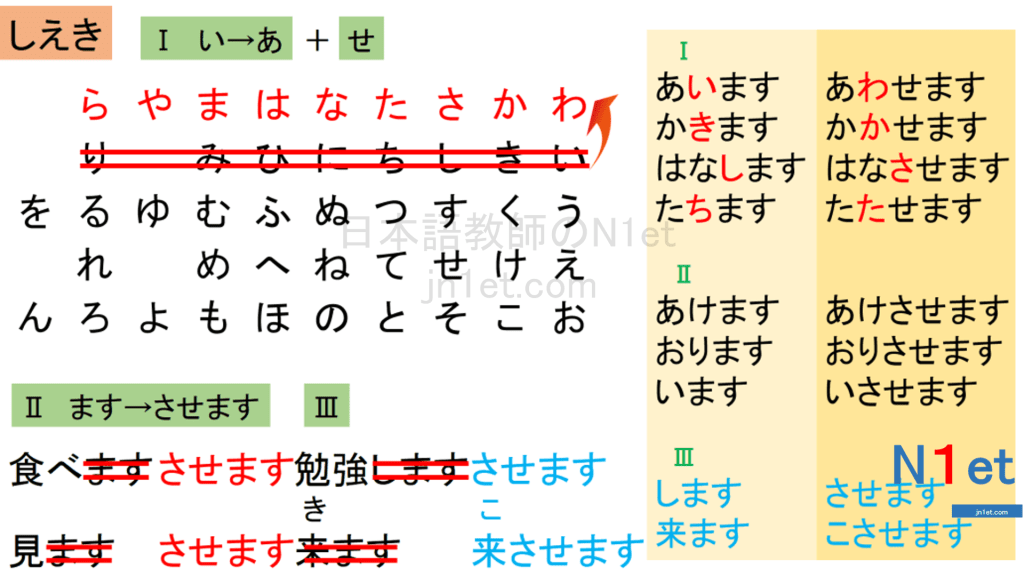 しえき
Ⅰ い→あ ＋ せ
ら や ま は な た さ か わ
り み ひ に ち し き い
を る ゆ む ふ ぬ つ す く う
れ め へ ね て せ け え
ん ろ よ も ほ の と そ こ お
Ⅱ ます→させます
食べます させます
見ます させます
Ⅲ
勉強します させます
き こ
来ます 来させます
Ⅰ
あいます あわせます
かきます かかせます
はなします はなさせます
たちます たたせます
Ⅱ
あけます あけさせます
おります おりさせます
います いさせます
Ⅲ
します させます
来ます こさせます
N1et
jn1et.com
日本語教師のN1et
jn1et.com